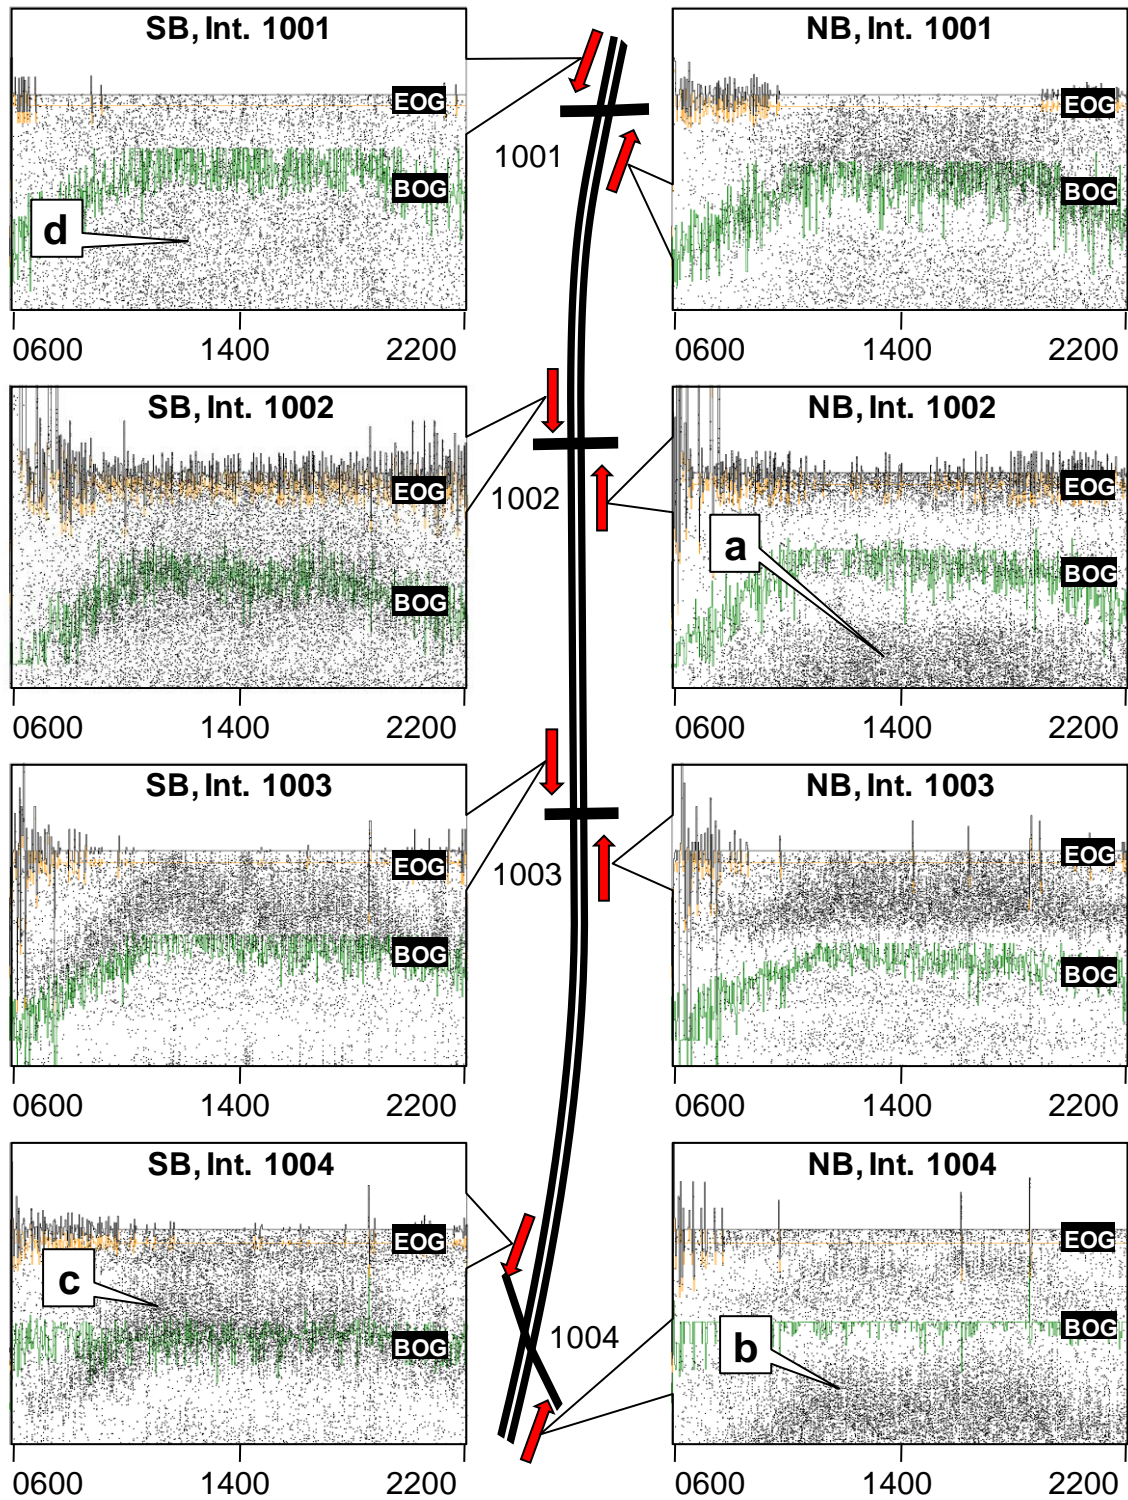 SB, Int. 1001
EOG
BOG
d
0600 1400 2200
NB, Int. 1001
EOG
BOG
0600 1400 2200
1001
SB, Int. 1002
EOG
BOG
0600 1400 2200
NB, Int. 1002
EOG
a
BOG
0600 1400 2200
1002
SB, Int. 1003
EOG
BOG
0600 1400 2200
NB, Int. 1003
EOG
BOG
0600 1400 2200
1003
SB, Int. 1004
EOG
c
BOG
0600 1400 2200
NB, Int. 1004
EOG
BOG
b
0600 1400 2200
1004